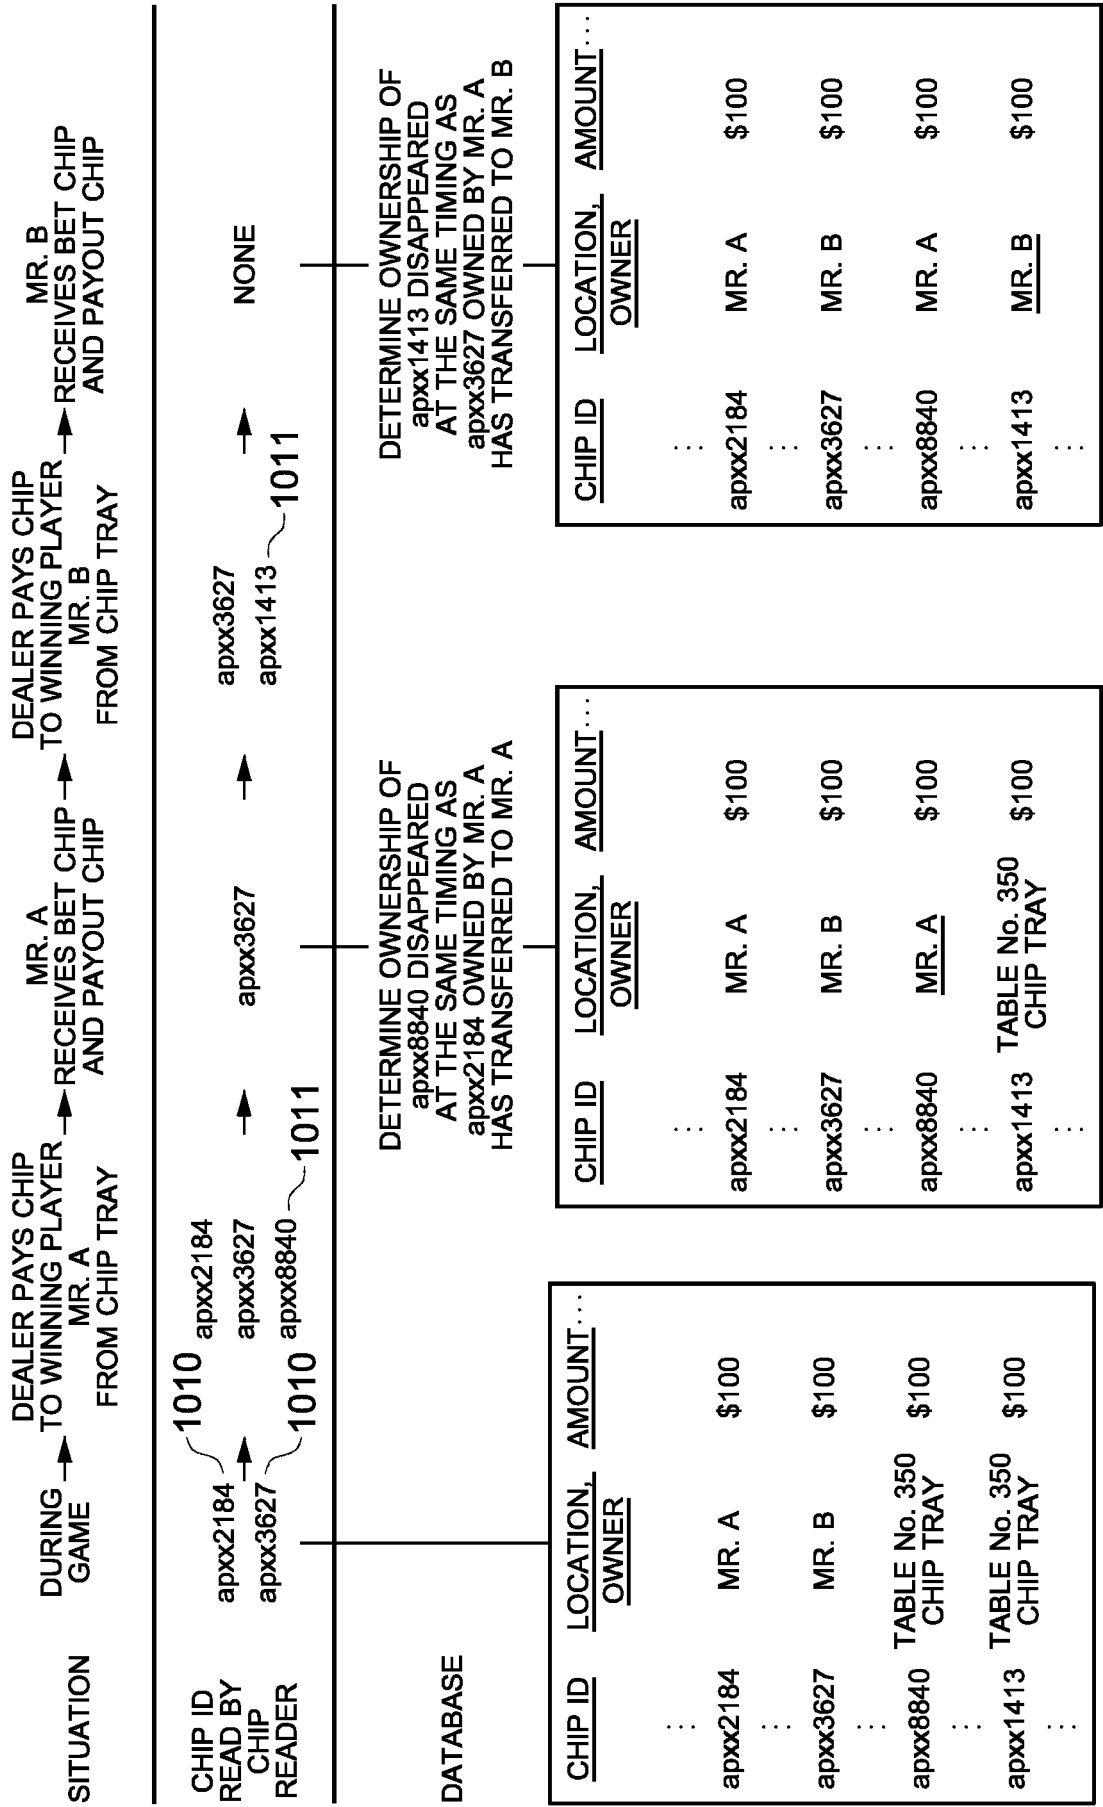 SITUATION
DURING
GAME
DEALER PAYS CHIP
TO WINNING PLAYER
MR. A
FROM CHIP TRAY
MR. A
RECEIVES BET CHIP
AND PAYOUT CHIP
DEALER PAYS CHIP
TO WINNING PLAYER
MR. B
FROM CHIP TRAY
MR. B
RECEIVES BET CHIP
AND PAYOUT CHIP
CHIP ID
READ BY
CHIP
READER
apxx2184
apxx3627
1010
1010
apxx2184
apxx3627
apxx8840
1011
apxx3627
apxx3627
apxx1413
1011
NONE
DATABASE
DETERMINE OWNERSHIP OF
apxx8840 DISAPPEARED
AT THE SAME TIMING AS
apxx2184 OWNED BY MR. A
HAS TRANSFERRED TO MR. A
DETERMINE OWNERSHIP OF
apxx1413 DISAPPEARED
AT THE SAME TIMING AS
apxx3627 OWNED BY MR. A
HAS TRANSFERRED TO MR. B
CHIP ID LOCATION, AMOUNT...
OWNER
...
apxx2184 MR. A $100
...
apxx3627 MR. B $100
...
apxx8840 TABLE No. 350 $100
CHIP TRAY
...
apxx1413 TABLE No. 350 $100
CHIP TRAY
...
CHIP ID LOCATION, AMOUNT...
OWNER
...
apxx2184 MR. A $100
...
apxx3627 MR. B $100
...
apxx8840 MR. A $100
...
apxx1413 TABLE No. 350 $100
CHIP TRAY
...
CHIP ID LOCATION, AMOUNT...
OWNER
...
apxx2184 MR. A $100
...
apxx3627 MR. B $100
...
apxx8840 MR. A $100
...
apxx1413 MR. B $100
...